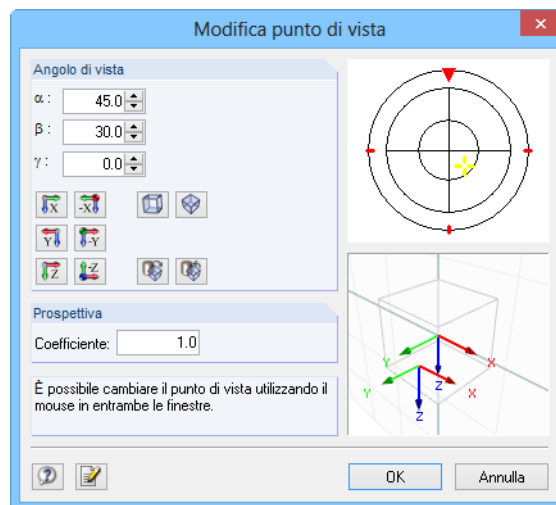 Modifica punto di vista
Angolo di vista
α : 45.0
β : 30.0
γ : 0.0
X -X
Y -Y
Z -Z
Prospettiva
Coefficiente: 1.0
È possibile cambiare il punto di vista utilizzando il
mouse in entrambe le finestre.
Y X
Z
Y X
Z
OK Annulla